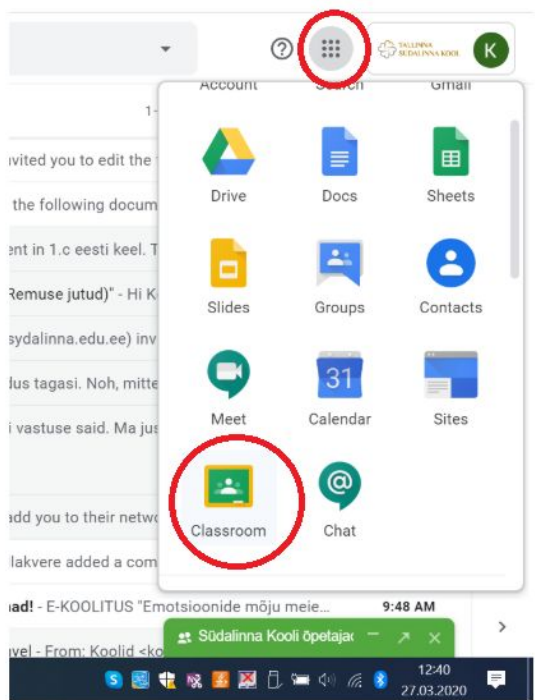 TALLINNA
SÜDALINNA KOOL
K
Account Search Gmail
1-
nvited you to edit the
Drive Docs Sheets
the following docum
ent in 1.c eesti keel. T
Remuse jutud)" - Hi K
Slides Groups Contacts
sydalinna.edu.ee) inv
dus tagasi. Noh, mitte
31
Meet Calendar Sites
i vastuse said. Ma jus
add you to their netwo
Classroom Chat
lakvere added a com
ad! - E-KOOLITUS "Emotsioonide mõju meie... 9:48 AM
Südalinna Kooli õpetajac
vel - From: Koolid <ko
12:40
27.03.2020